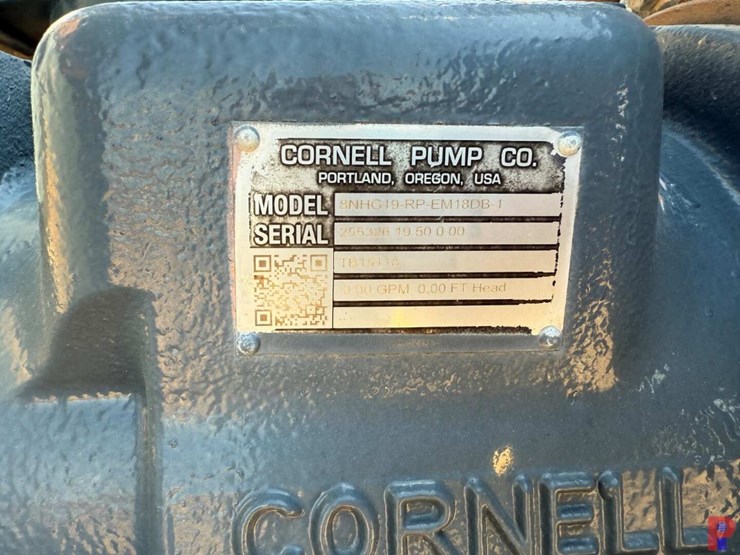 CORNELL PUMP CO.
PORTLAND, OREGON, USA
MODEL 8NHG19-RP-EM18DB-1
SERIAL 19.50 0.00
0.00 GPM 0.00 FT Head
CORNELL